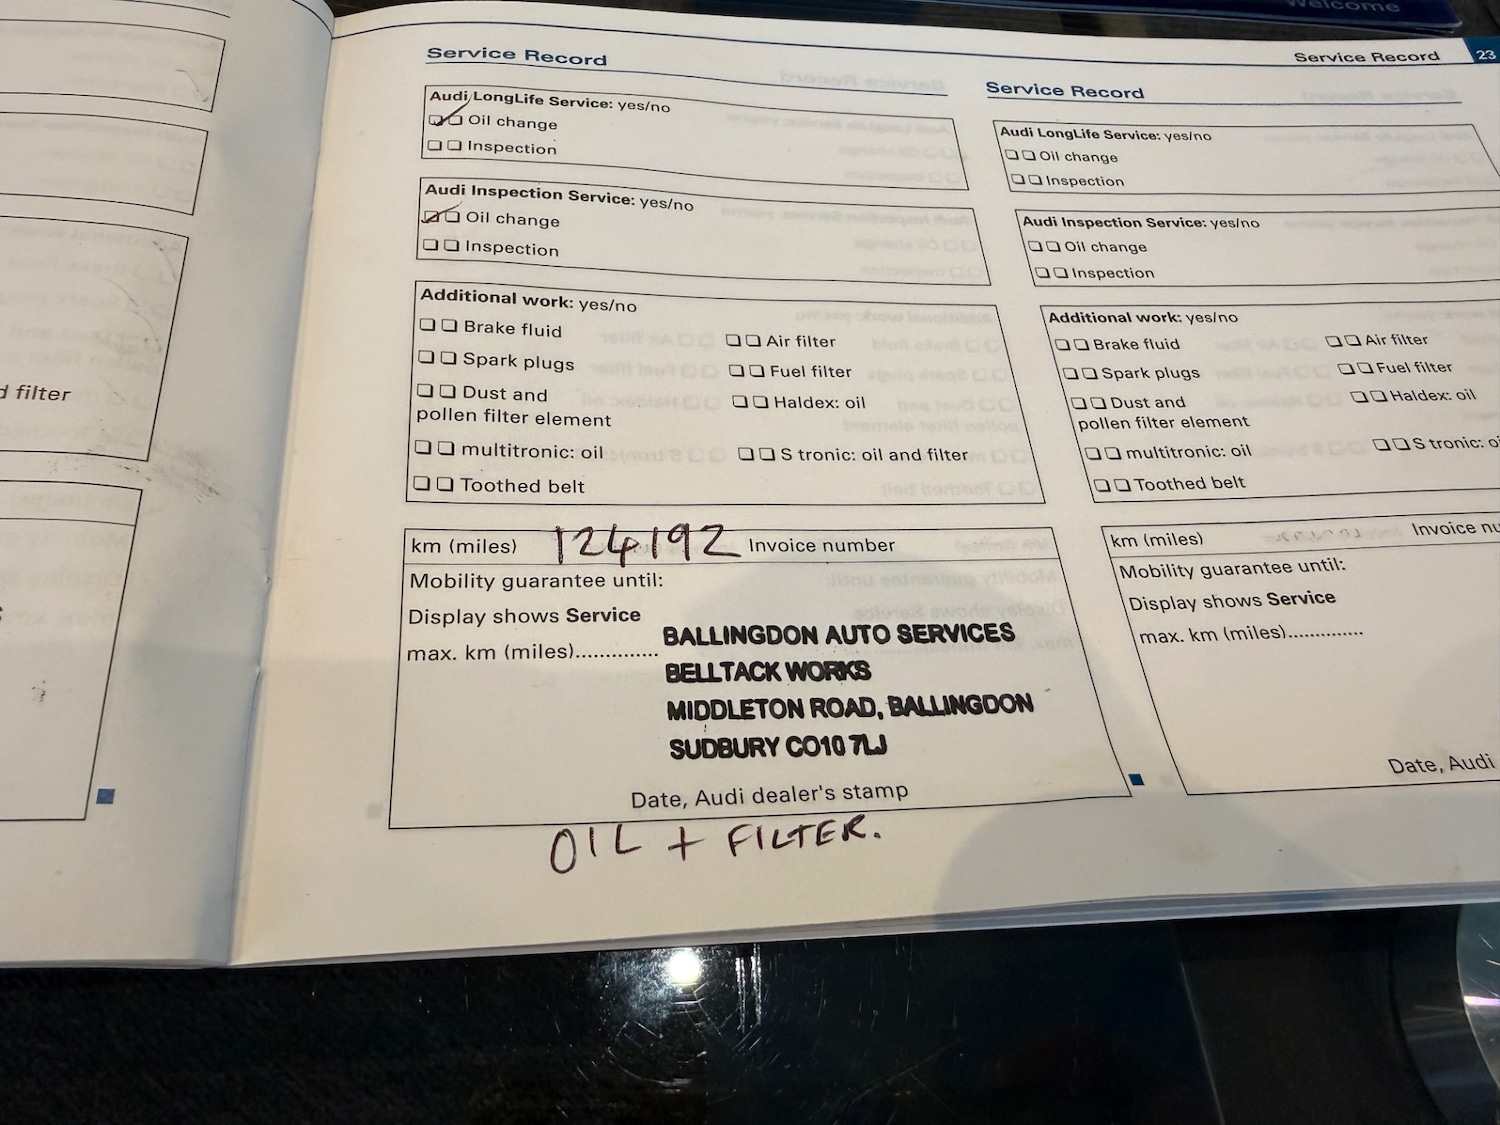 Welcome
Service Record 23
d filter
Service Record
Audi LongLife Service: yes/no
Oil change
Inspection
Audi Inspection Service: yes/no
Oil change
Inspection
Additional work: yes/no
Brake fluid
Air filter
Spark plugs
Fuel filter
Dust and
pollen filter element
Haldex: oil
multitronic: oil
S tronic: oil and filter
Toothed belt
km (miles) 124192 Invoice number
Mobility guarantee until:
Display shows Service
max. km (miles)..............
BALLINGDON AUTO SERVICES
BELLTACK WORKS
MIDDLETON ROAD, BALLINGDON
SUDBURY CO10 7LJ
Date, Audi dealer's stamp
OIL + FILTER.
Service Record
Audi LongLife Service: yes/no
Oil change
Inspection
Audi Inspection Service: yes/no
Oil change
Inspection
Additional work: yes/no
Brake fluid
Air filter
Spark plugs
Fuel filter
Dust and
pollen filter element
Haldex: oil
multitronic: oil
S tronic: o
Toothed belt
km (miles) Invoice nu
Mobility guarantee until:
Display shows Service
max. km (miles)..............
Date, Audi